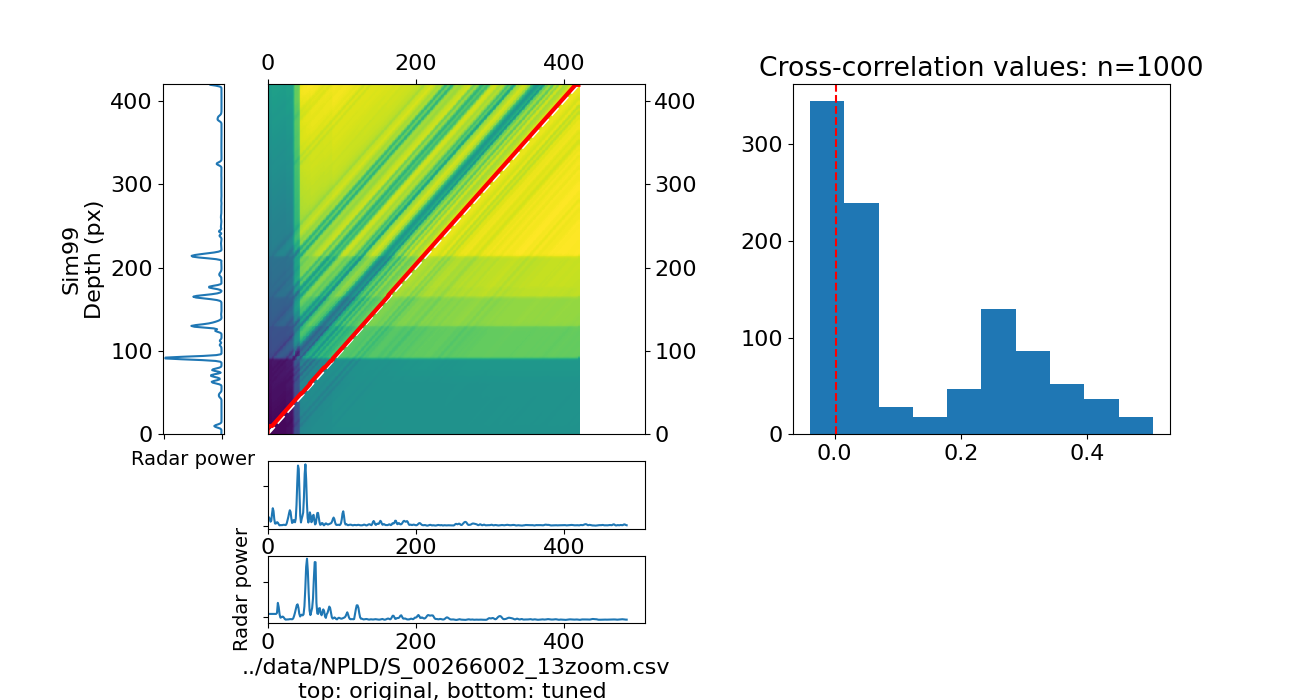 Cross-correlation values: n=1000
0 200 400
400
300
200
100
0
Sim99
Depth (px)
Radar power
400
300
200
100
0
300
200
100
0
0.0 0.2 0.4
0 200 400
Radar power
0 200 400
../data/NPLD/S_00266002_13zoom.csv
top: original, bottom: tuned